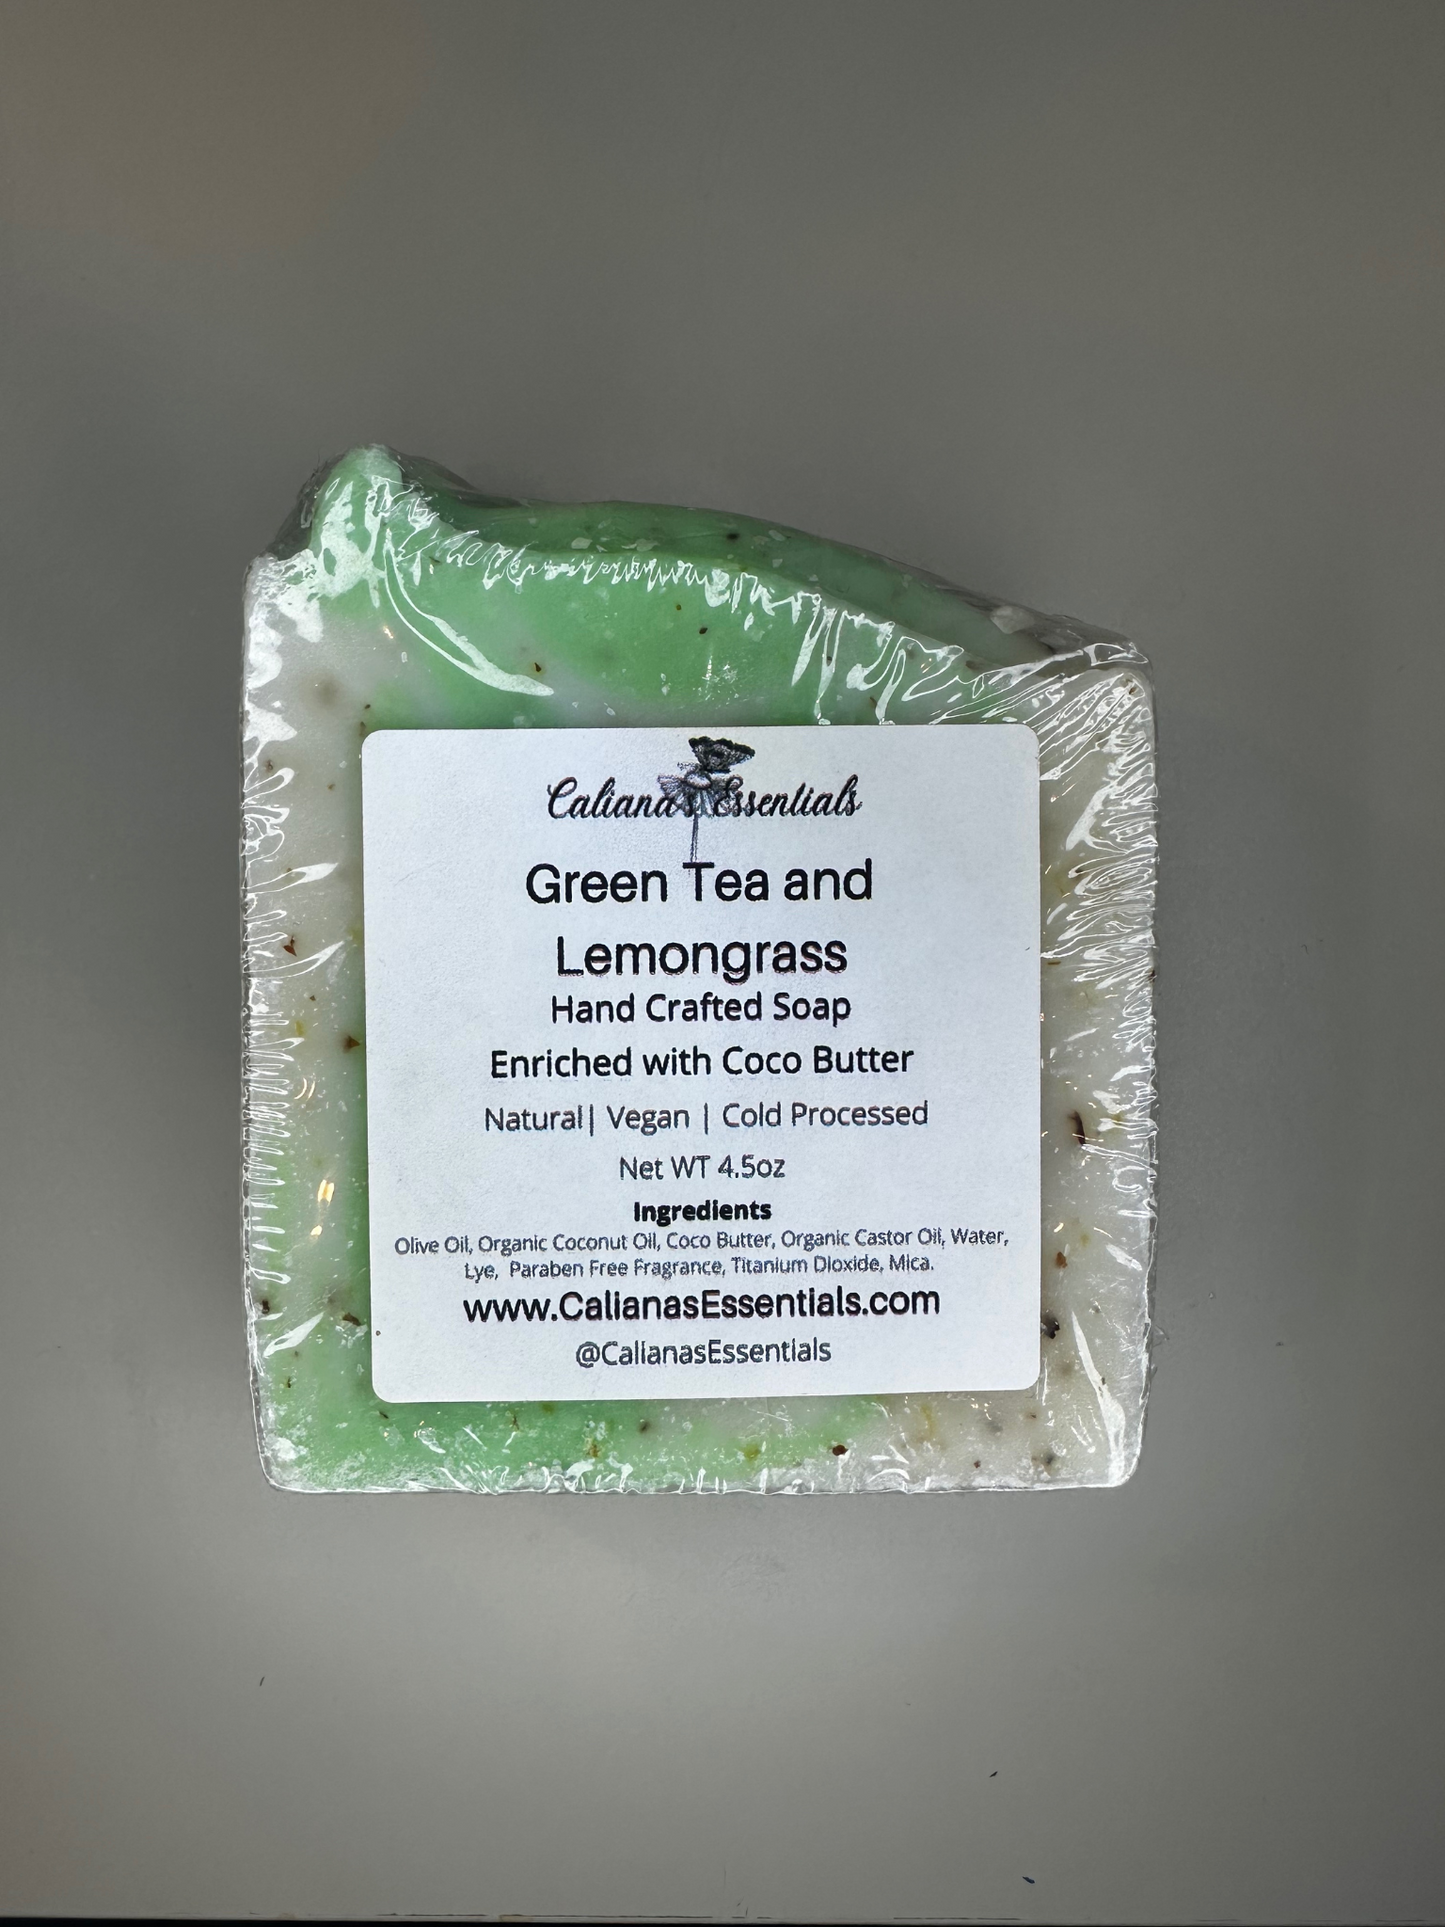 Caliana's Essentials
Green Tea and
Lemongrass
Hand Crafted Soap
Enriched with Coco Butter
Natural| Vegan | Cold Processed
Net WT 4.5oz
Ingredients
Olive Oil, Organic Coconut Oil, Coco Butter, Organic Castor Oil, Water,
Lye, Paraben Free Fragrance, Titanium Dioxide, Mica.
www.CalianasEssentials.com
@CalianasEssentials